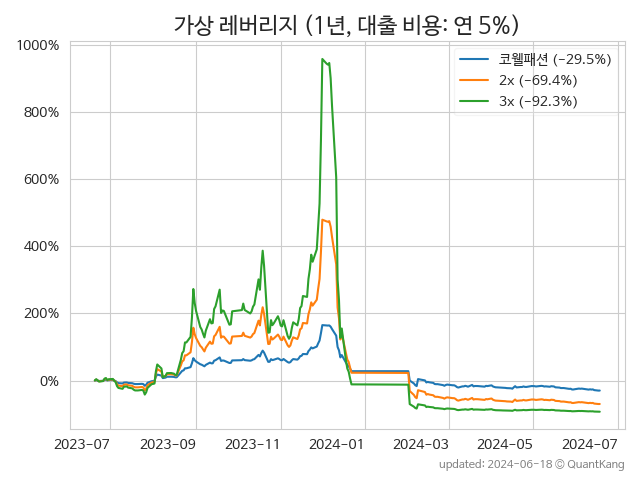 가상 레버리지 (1년, 대출 비용: 연 5%)
1000%
800%
600%
400%
200%
0%
코웰패션 (-29.5%)
2x (-69.4%)
3x (-92.3%)
2023-07 2023-09 2023-11 2024-01 2024-03 2024-05 2024-07
updated: 2024-06-18 © QuantKang